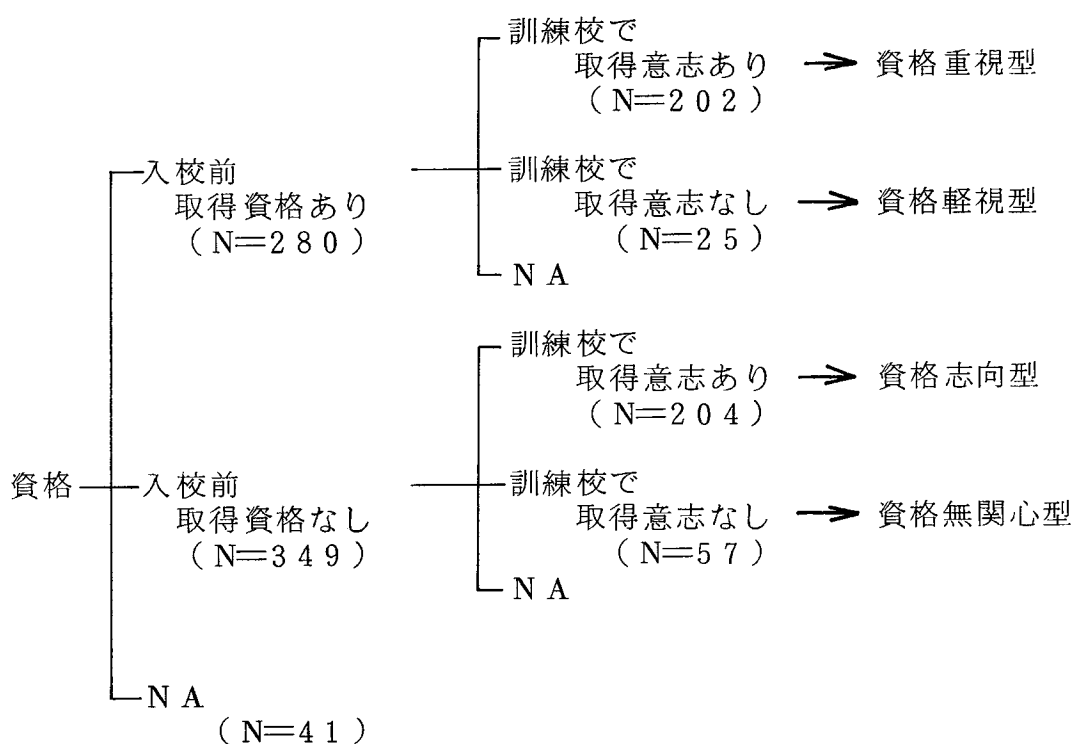 訓練校で
取得意志あり → 資格重視型
(N=202)
入校前
訓練校で
取得資格あり
取得意志なし → 資格軽視型
(N=280)
(N=25)
NA
訓練校で
取得意志あり → 資格志向型
(N=204)
資格
入校前
訓練校で
取得資格なし
取得意志なし → 資格無関心型
(N=349)
(N=57)
NA
NA
(N=41)